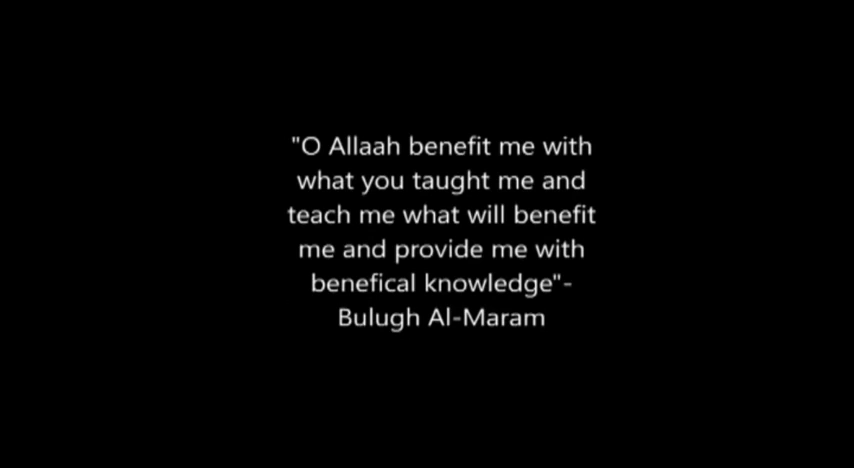 "O Allaah benefit me with
what you taught me and
teach me what will benefit
me and provide me with
benefical knowledge"-
Bulugh Al-Maram